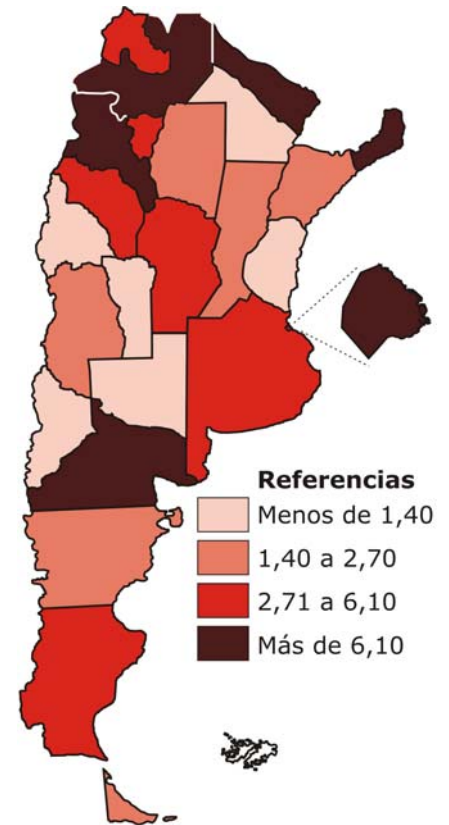 Referencias
Menos de 1,40
1,40 a 2,70
2,71 a 6,10
Más de 6,10